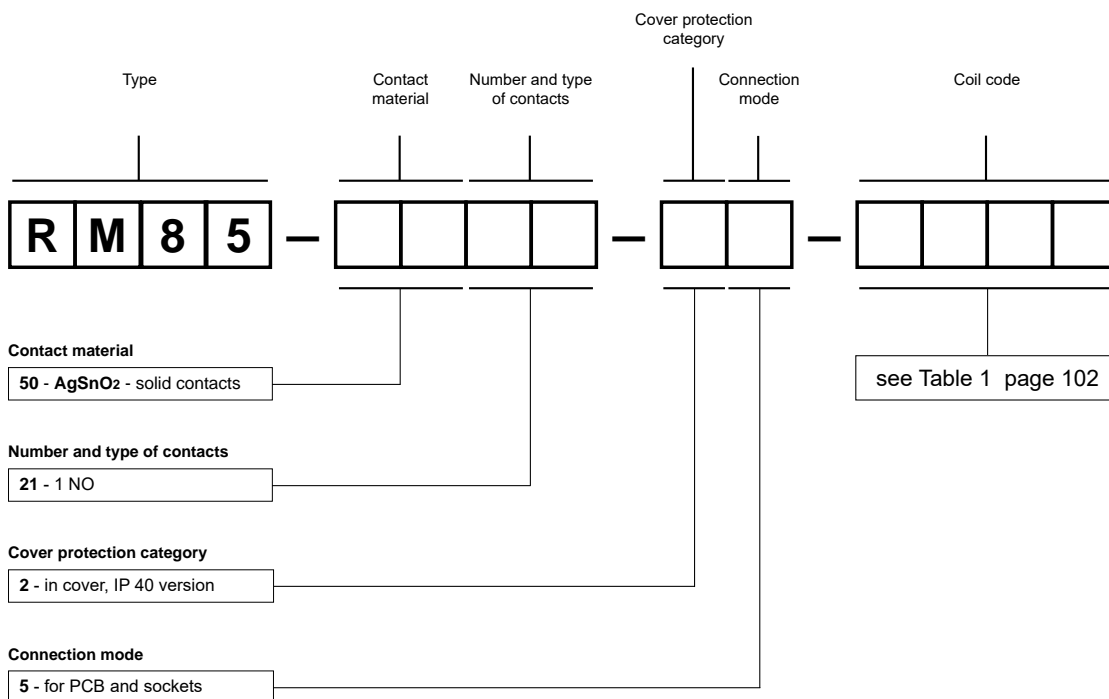 Cover protection
category
Type
Contact
material
Number and type
of contacts
Connection
mode
Coil code
RM85 – – –
Contact material
50 - AgSnO2 - solid contacts
see Table 1 page 102
Number and type of contacts
21 - 1 NO
Cover protection category
2 - in cover, IP 40 version
Connection mode
5 - for PCB and sockets